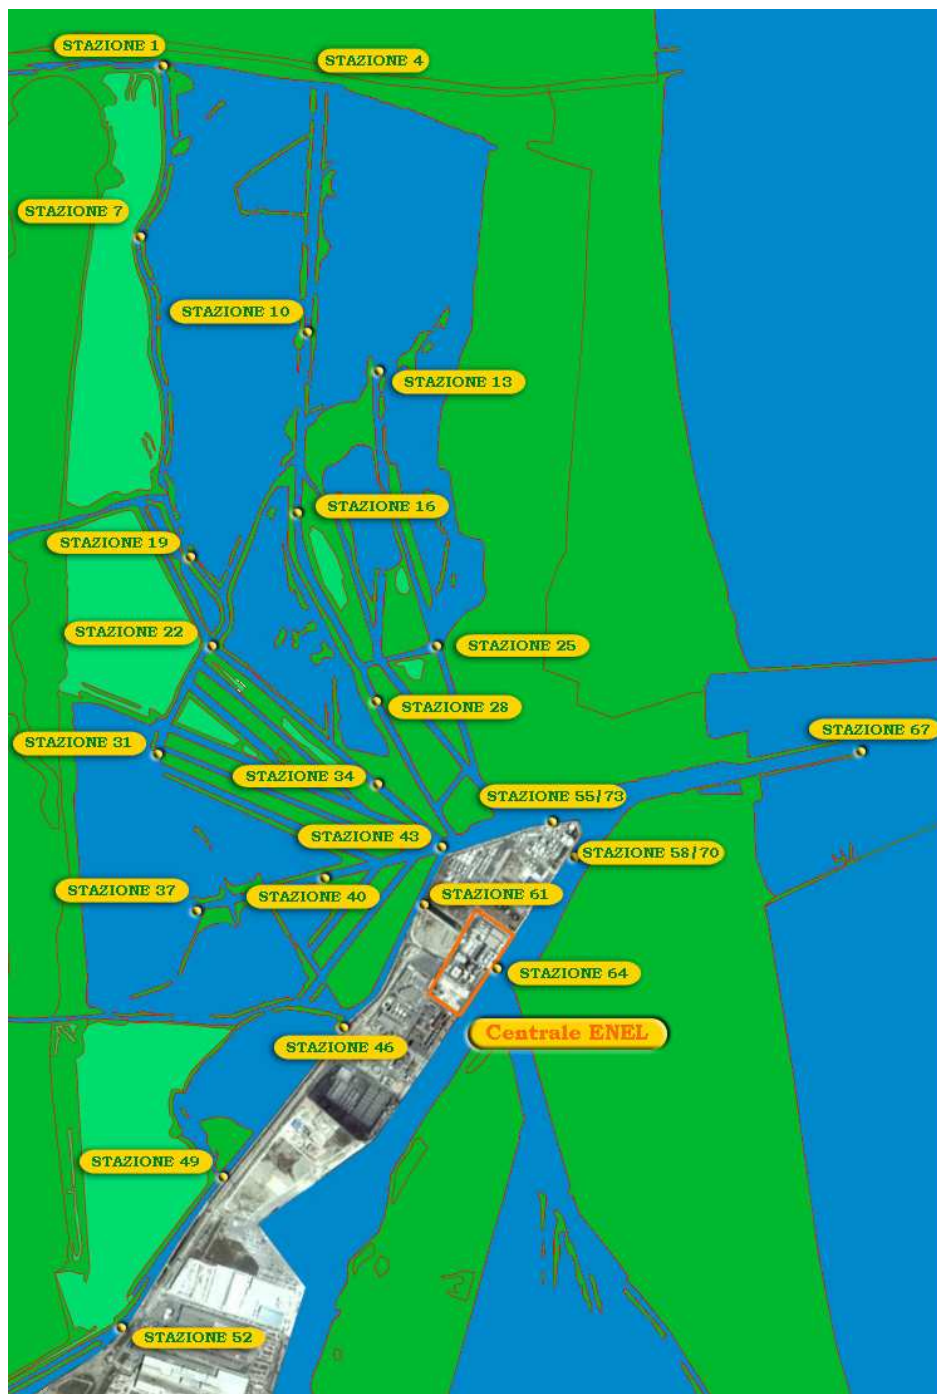 STAZIONE 1
STAZIONE 4
STAZIONE 7
STAZIONE 10
STAZIONE 13
STAZIONE 16
STAZIONE 19
STAZIONE 22
STAZIONE 25
STAZIONE 28
STAZIONE 31
STAZIONE 67
STAZIONE 34
STAZIONE 55/73
STAZIONE 43
STAZIONE 58/70
STAZIONE 37
STAZIONE 40
STAZIONE 61
STAZIONE 64
Centrale ENEL
STAZIONE 46
STAZIONE 49
STAZIONE 52